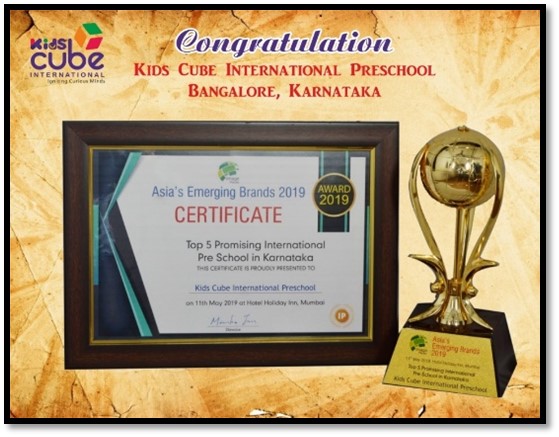 Kids
Cube
INTERNATIONAL
Igniting Curious Minds
Congratulation
KIDS CUBE INTERNATIONAL PRESCHOOL
BANGALORE, KARNATAKA
Asia's Emerging Brands 2019
AWARD
2019
CERTIFICATE
Top 5 Promising International
Pre School in Karnataka
THIS CERTIFICATE IS PROUDLY PRESENTED TO
Kids Cube International Preschool
on 11th May 2019 at Hotel Holiday Inn, Mumbai
IP
Director
Asia's
Emerging Brands
2019
Top 5 Promising International
Pre School in Karnataka
Kids Cube International Preschool